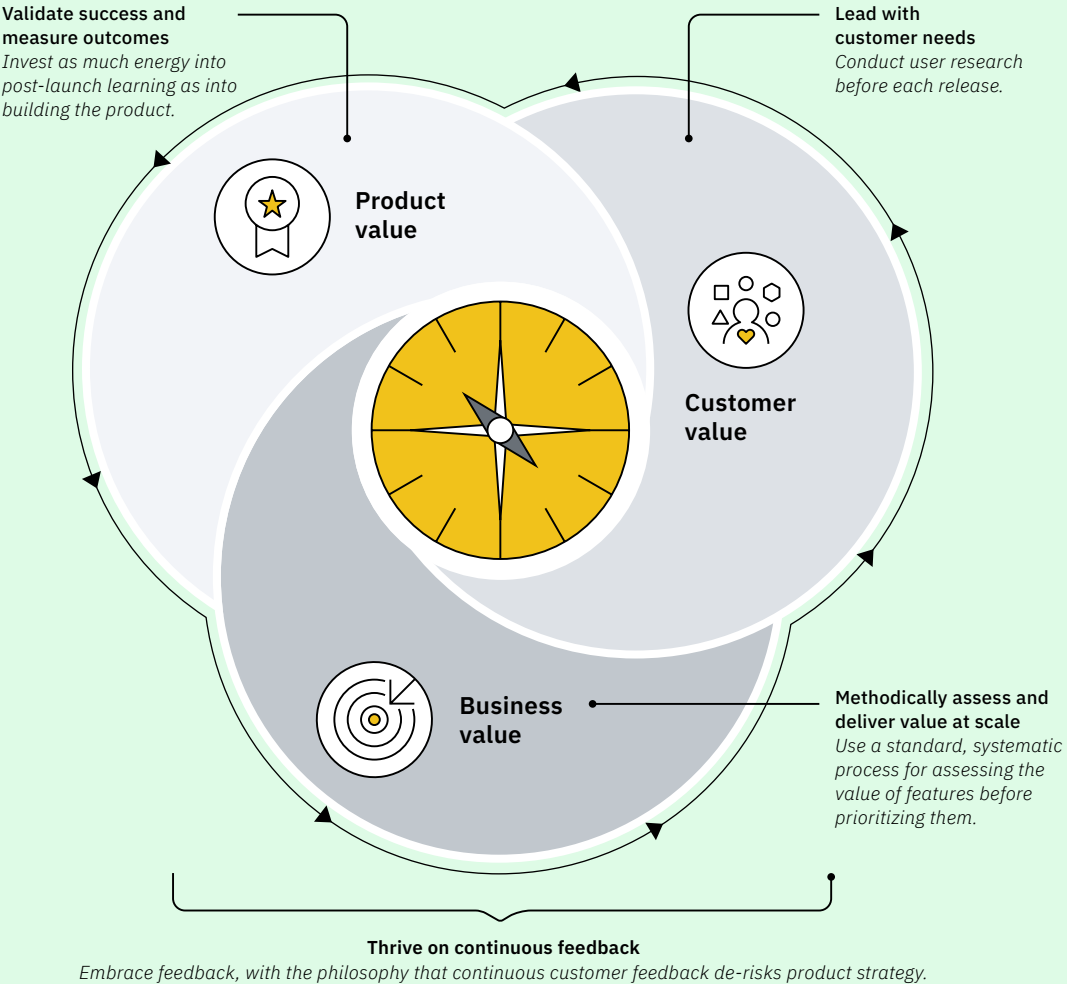 Validate success and
measure outcomes
Invest as much energy into
post-launch learning as into
building the product.
Lead with
customer needs
Conduct user research
before each release.
Product
value
Customer
value
Business
value
Methodically assess and
deliver value at scale
Use a standard, systematic
process for assessing the
value of features before
prioritizing them.
Thrive on continuous feedback
Embrace feedback, with the philosophy that continuous customer feedback de-risks product strategy.